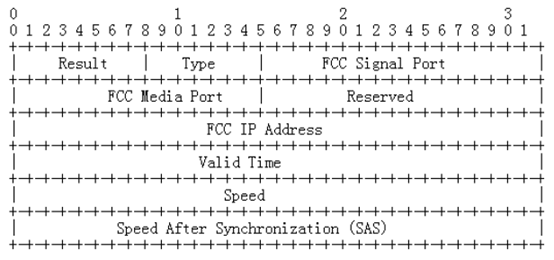 0 1 2 3
0 1 2 3 4 5 6 7 8 9 0 1 2 3 4 5 6 7 8 9 0 1 2 3 4 5 6 7 8 9 0 1
+-+-+-+-+-+-+-+-+-+-+-+-+-+-+-+-+-+-+-+-+-+-+-+-+-+-+-+-+-+-+-+-+
| Result | Type | FCC Signal Port |
+-+-+-+-+-+-+-+-+-+-+-+-+-+-+-+-+-+-+-+-+-+-+-+-+-+-+-+-+-+-+-+-+
| FCC Media Port | Reserved |
+-+-+-+-+-+-+-+-+-+-+-+-+-+-+-+-+-+-+-+-+-+-+-+-+-+-+-+-+-+-+-+-+
| FCC IP Address |
+-+-+-+-+-+-+-+-+-+-+-+-+-+-+-+-+-+-+-+-+-+-+-+-+-+-+-+-+-+-+-+-+
| Valid Time |
+-+-+-+-+-+-+-+-+-+-+-+-+-+-+-+-+-+-+-+-+-+-+-+-+-+-+-+-+-+-+-+-+
| Speed |
+-+-+-+-+-+-+-+-+-+-+-+-+-+-+-+-+-+-+-+-+-+-+-+-+-+-+-+-+-+-+-+-+
| Speed After Synchronization (SAS) |
+-+-+-+-+-+-+-+-+-+-+-+-+-+-+-+-+-+-+-+-+-+-+-+-+-+-+-+-+-+-+-+-+